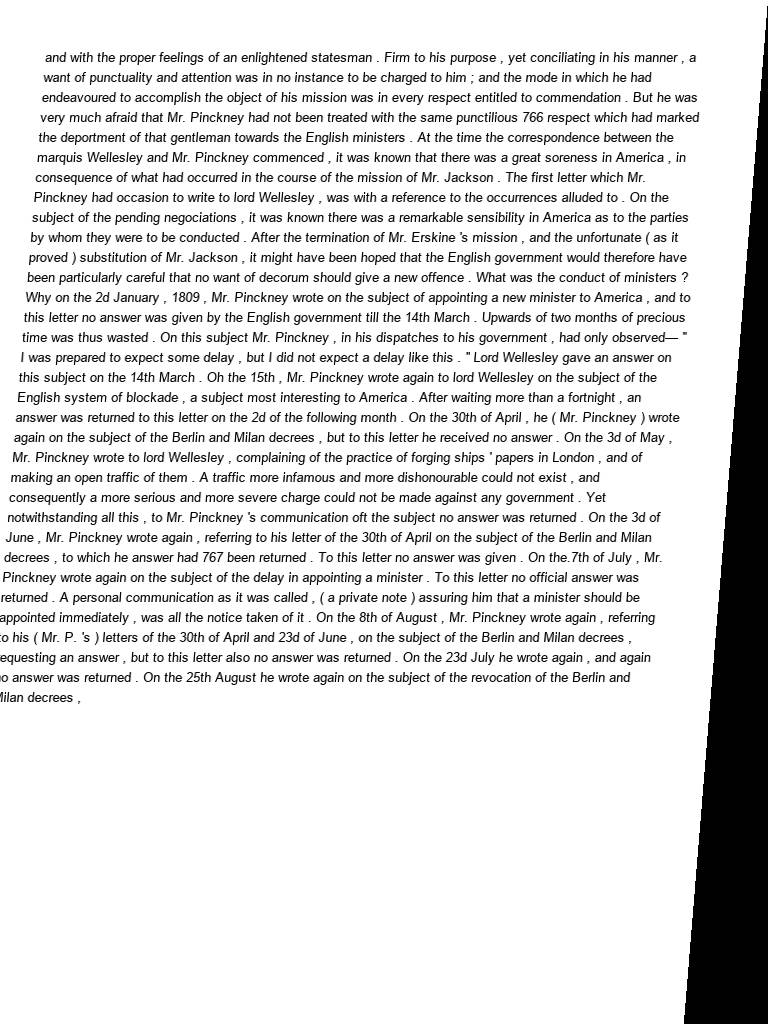 and with the proper feelings of an enlightened statesman . Firm to his purpose , yet conciliating in his manner , a
want of punctuality and attention was in no instance to be charged to him ; and the mode in which he had
endeavoured to accomplish the object of his mission was in every respect entitled to commendation . But he was
very much afraid that Mr. Pinckney had not been treated with the same punctilious 766 respect which had marked
the deportment of that gentleman towards the English ministers . At the time the correspondence between the
marquis Wellesley and Mr. Pinckney commenced , it was known that there was a great soreness in America , in
consequence of what had occurred in the course of the mission of Mr. Jackson . The first letter which Mr.
Pinckney had occasion to write to lord Wellesley , was with a reference to the occurrences alluded to . On the
subject of the pending negociations , it was known there was a remarkable sensibility in America as to the parties
by whom they were to be conducted . After the termination of Mr. Erskine 's mission , and the unfortunate ( as it
proved ) substitution of Mr. Jackson , it might have been hoped that the English government would therefore have
been particularly careful that no want of decorum should give a new offence . What was the conduct of ministers ?
Why on the 2d January , 1809 , Mr. Pinckney wrote on the subject of appointing a new minister to America , and to
this letter no answer was given by the English government till the 14th March . Upwards of two months of precious
time was thus wasted . On this subject Mr. Pinckney , in his dispatches to his government , had only observed— "
I was prepared to expect some delay , but I did not expect a delay like this . " Lord Wellesley gave an answer on
this subject on the 14th March . Oh the 15th , Mr. Pinckney wrote again to lord Wellesley on the subject of the
English system of blockade , a subject most interesting to America . After waiting more than a fortnight , an
answer was returned to this letter on the 2d of the following month . On the 30th of April , he ( Mr. Pinckney ) wrote
again on the subject of the Berlin and Milan decrees , but to this letter he received no answer . On the 3d of May ,
Mr. Pinckney wrote to lord Wellesley , complaining of the practice of forging ships ' papers in London , and of
making an open traffic of them . A traffic more infamous and more dishonourable could not exist , and
consequently a more serious and more severe charge could not be made against any government . Yet
notwithstanding all this , to Mr. Pinckney 's communication oft the subject no answer was returned . On the 3d of
June , Mr. Pinckney wrote again , referring to his letter of the 30th of April on the subject of the Berlin and Milan
decrees , to which he answer had 767 been returned . To this letter no answer was given . On the.7th of July , Mr.
Pinckney wrote again on the subject of the delay in appointing a minister . To this letter no official answer was
returned . A personal communication as it was called , ( a private note ) assuring him that a minister should be
appointed immediately , was all the notice taken of it . On the 8th of August , Mr. Pinckney wrote again , referring
to his ( Mr. P. 's ) letters of the 30th of April and 23d of June , on the subject of the Berlin and Milan decrees ,
requesting an answer , but to this letter also no answer was returned . On the 23d July he wrote again , and again
no answer was returned . On the 25th August he wrote again on the subject of the revocation of the Berlin and
Milan decrees ,